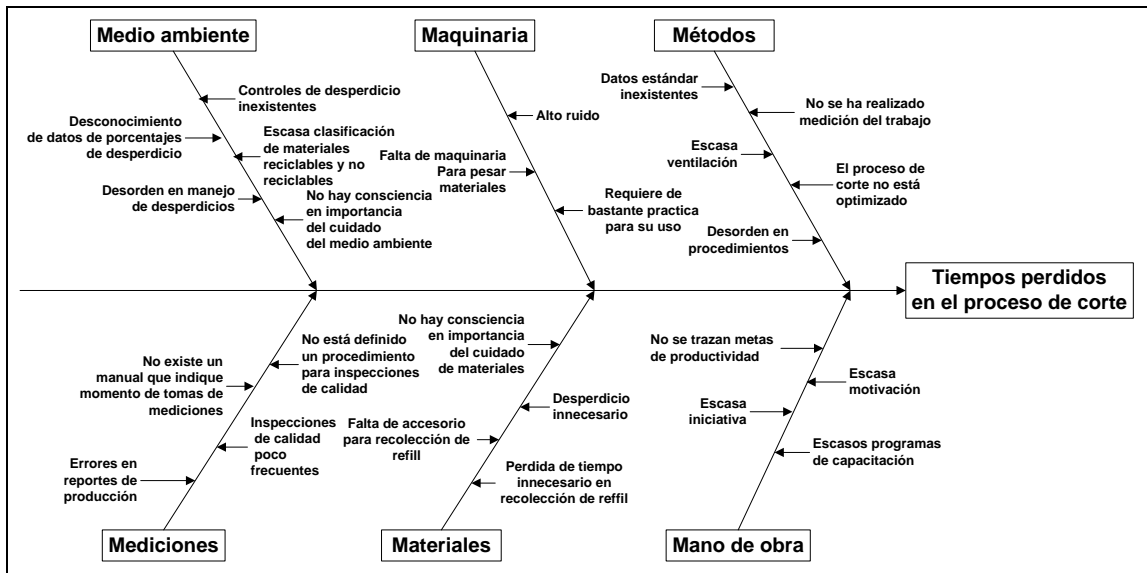 Medio ambiente
Maquinaria
Métodos
Controles de desperdicio
inexistentes
Desconocimiento
de datos de porcentajes
de desperdicio
Escasa clasificación
de materiales
reciclables y no
reciclables
Desorden en manejo
de desperdicios
No hay consciencia
en importancia
del cuidado
del medio ambiente
Alto ruido
Falta de maquinaria
Para pesar
materiales
Requiere de
bastante practica
para su uso
Datos estándar
inexistentes
No se ha realizado
medición del trabajo
Escasa
ventilación
El proceso de
corte no está
optimizado
Desorden en
procedimientos
Tiempos perdidos
en el proceso de corte
No está definido
un procedimiento
para inspecciones
de calidad
No existe un
manual que indique
momento de tomas de
mediciones
Inspecciones
de calidad
poco
frecuentes
Errores en
reportes de
producción
No hay consciencia
en importancia
del cuidado
de materiales
Desperdicio
innecesario
Falta de accesorio
para recolección de
refill
Perdida de tiempo
innecesario en
recolección de reffil
No se trazan metas
de productividad
Escasa
motivación
Escasa
iniciativa
Escasos programas
de capacitación
Mediciones
Materiales
Mano de obra